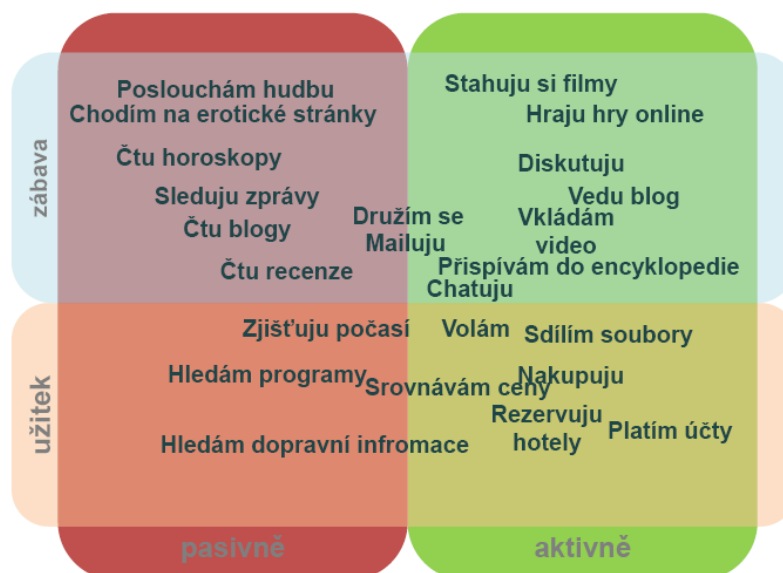 zábava
Poslouchám hudbu
Chodím na erotické stránky
Čtu horoskopy
Sleduju zprávy
Čtu blogy
Čtu recenze
Družím se
Mailuju
Stahuju si filmy
Hraju hry online
Diskutuju
Vedu blog
Vkládám
video
Přispívám do encyklopedie
Chatuju
užitek
Zjišťuju počasí
Hledám programy
Srovnávám ceny
Hledám dopravní infromace
Volám
Sdílím soubory
Nakupuju
Rezervuju
hotely
Platím účty
pasivně
aktivně